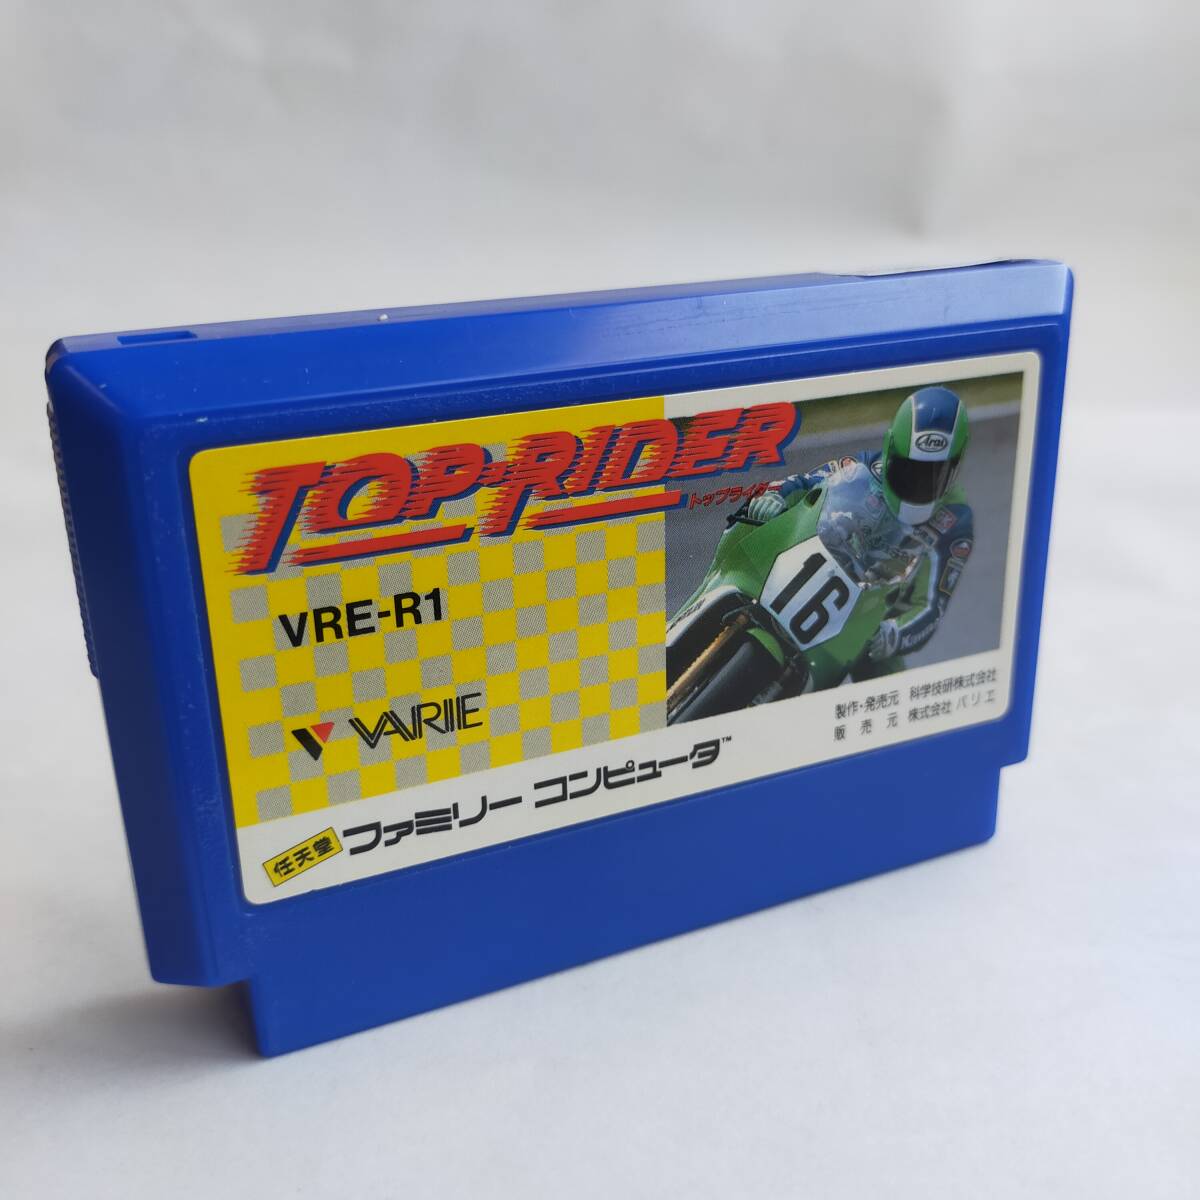 TOP・RIDER
トップライダー
Arai
16
VRE-R1
VARIE
製作・発売元 科学技研株式会社
販売元 株式会社バリエ
任天堂 ファミリー コンピュータ™